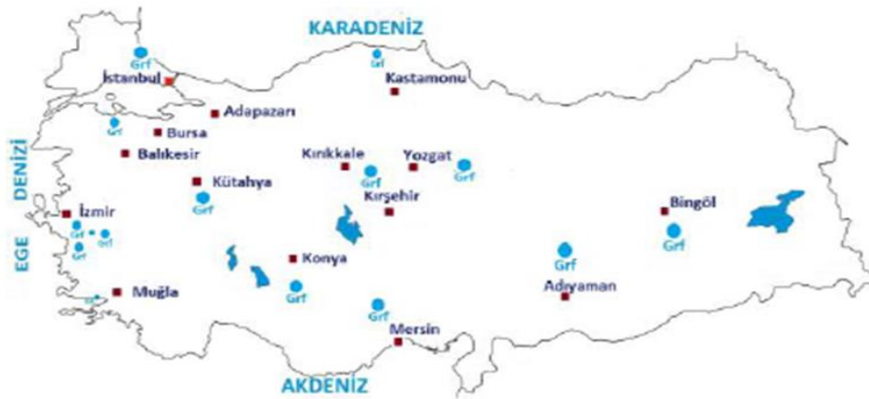 KARADENİZ
Grf
İstanbul
Grf
Kastamonu
Adapazarı
Grf
Bursa
Balıkesir
Kırıkkale
Yozgat
Grf
Grf
Kütahya
Grf
Kırşehir
Bingöl
EGE DENİZİ
İzmir
Grf
Grf
Grf
Grf
Konya
Grf
Grf
Adıyaman
Muğla
Grf
Mersin
AKDENİZ